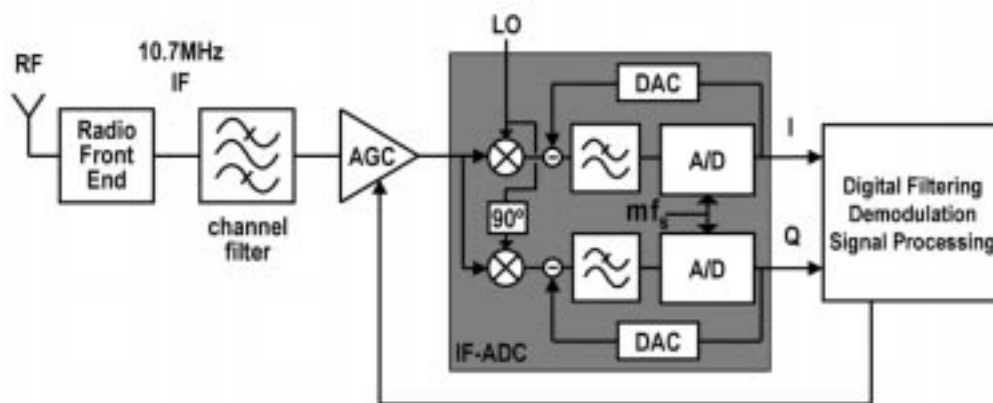 RF
10.7MHz
IF
LO
Radio
Front
End
channel
filter
AGC
90º
DAC
A/D
mfs
A/D
DAC
IF-ADC
I
Q
Digital Filtering
Demodulation
Signal Processing